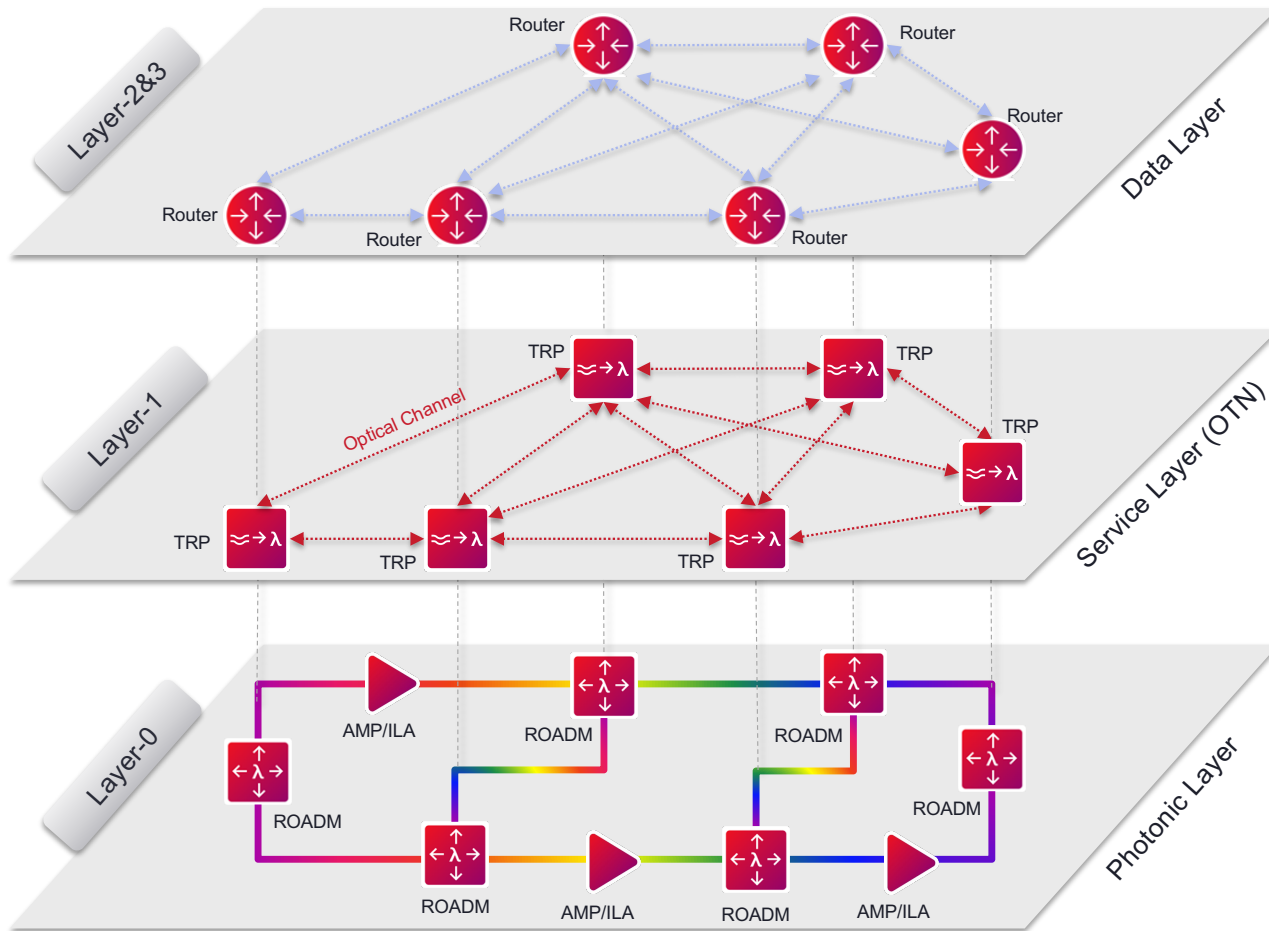 Router
Router
Layer-2&3
Router
Router
Router
Router
Data Layer
TRP
TRP
Layer-1
Optical Channel
TRP
TRP
TRP
TRP
Service Layer (OTN)
λ
λ
λ
λ
λ
λ
Layer-0
λ
λ
AMP/ILA
ROADM
ROADM
λ
λ
ROADM
ROADM
Photonic Layer
λ
λ
ROADM
AMP/ILA
ROADM
AMP/ILA